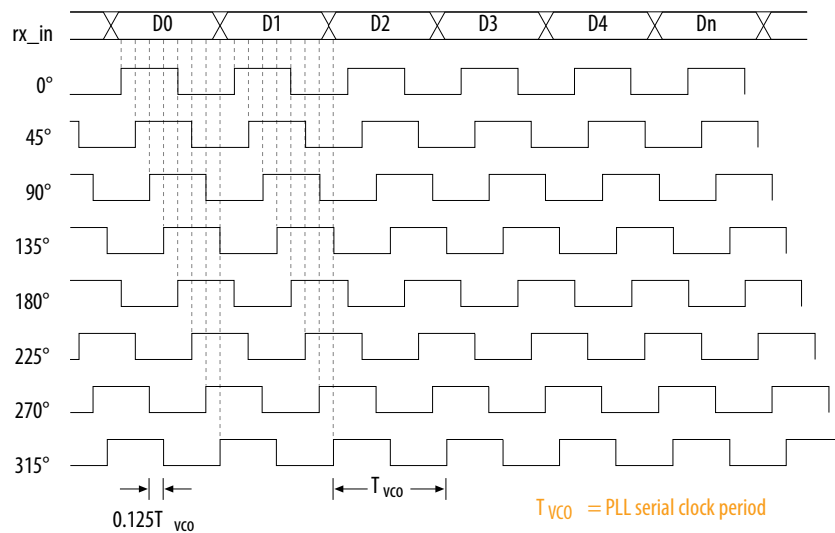 rx_in D0 D1 D2 D3 D4 Dn
0°
45°
90°
135°
180°
225°
270°
315°
T vco
0.125T vco
T VCO = PLL serial clock period